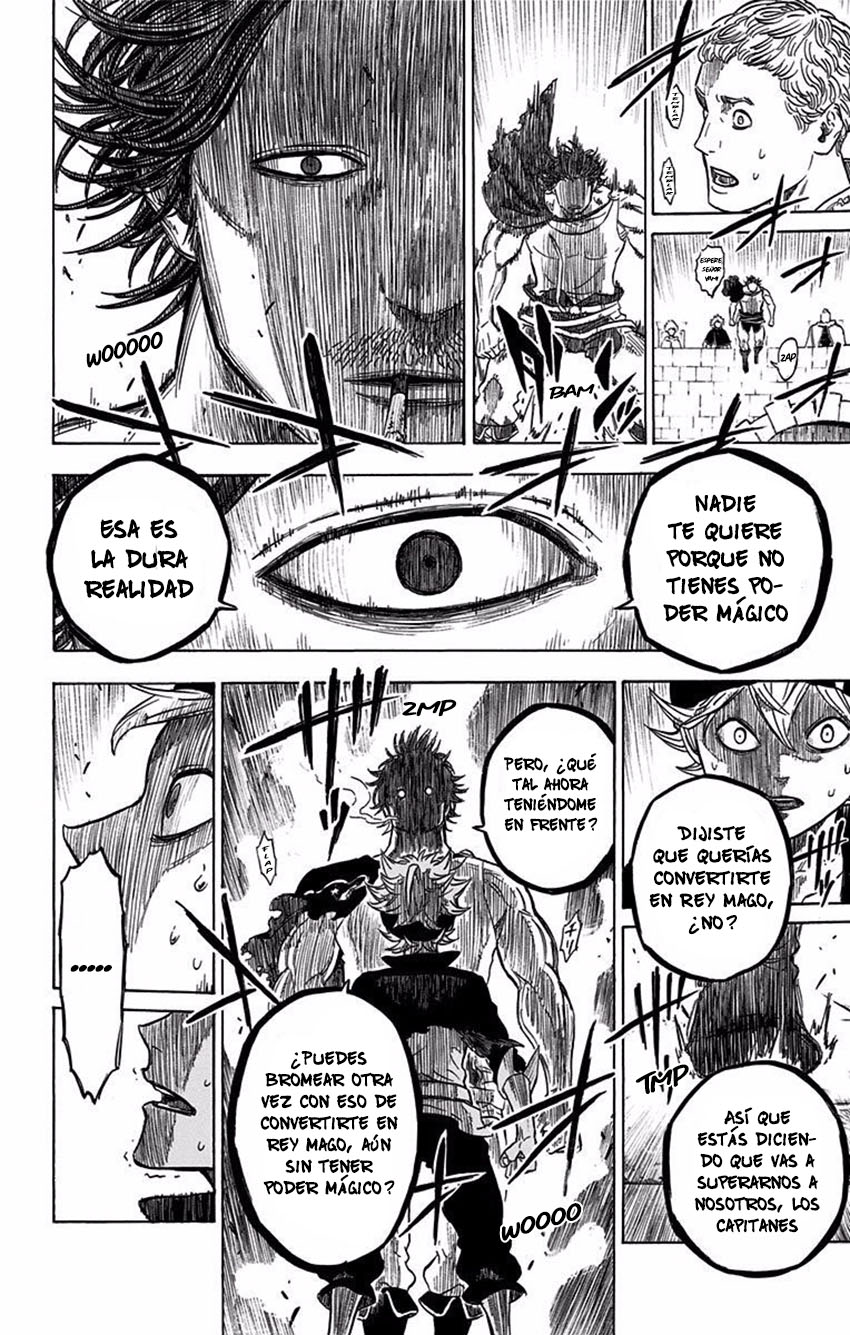 ESPERE
SEÑOR
YAMI
ZAP
BAM
WOOOOO
NADIE
TE QUIERE
PORQUE NO
TIENES PO-
DER MÁGICO
ESA ES
LA DURA
REALIDAD
DIJISTE
QUE QUERÍAS
CONVERTIRTE
EN REY MAGO,
¿NO?
TMP
ASÍ QUE
ESTÁS DICIEN-
DO QUE VAS A
SUPERARNOS A
NOSOTROS, LOS
CAPITANES
ZMP
PERO, ¿QUÉ
TAL AHORA
TENIÉNDOME
EN FRENTE?
FLAP
¿PUEDES
BROMEAR OTRA
VEZ CON ESO DE
CONVERTIRTE EN
REY MAGO, AÚN
SIN TENER
PODER MÁGICO?
WOOOO
.....